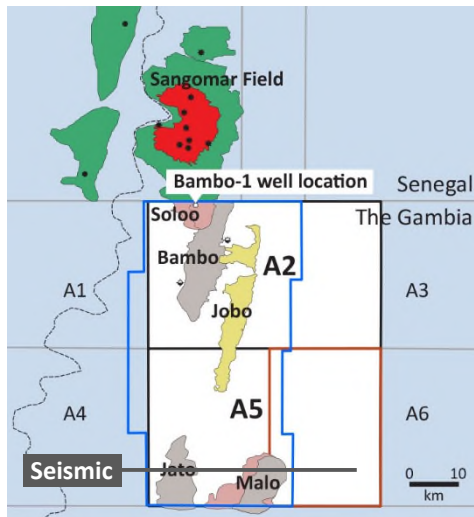 Sangomar Field
Bambo-1 well location
Senegal
The Gambia
Soloo
Bambo
A2
A1
A3
Jobo
A5
A4
A6
Seismic
Jato
Malo
0 10
km